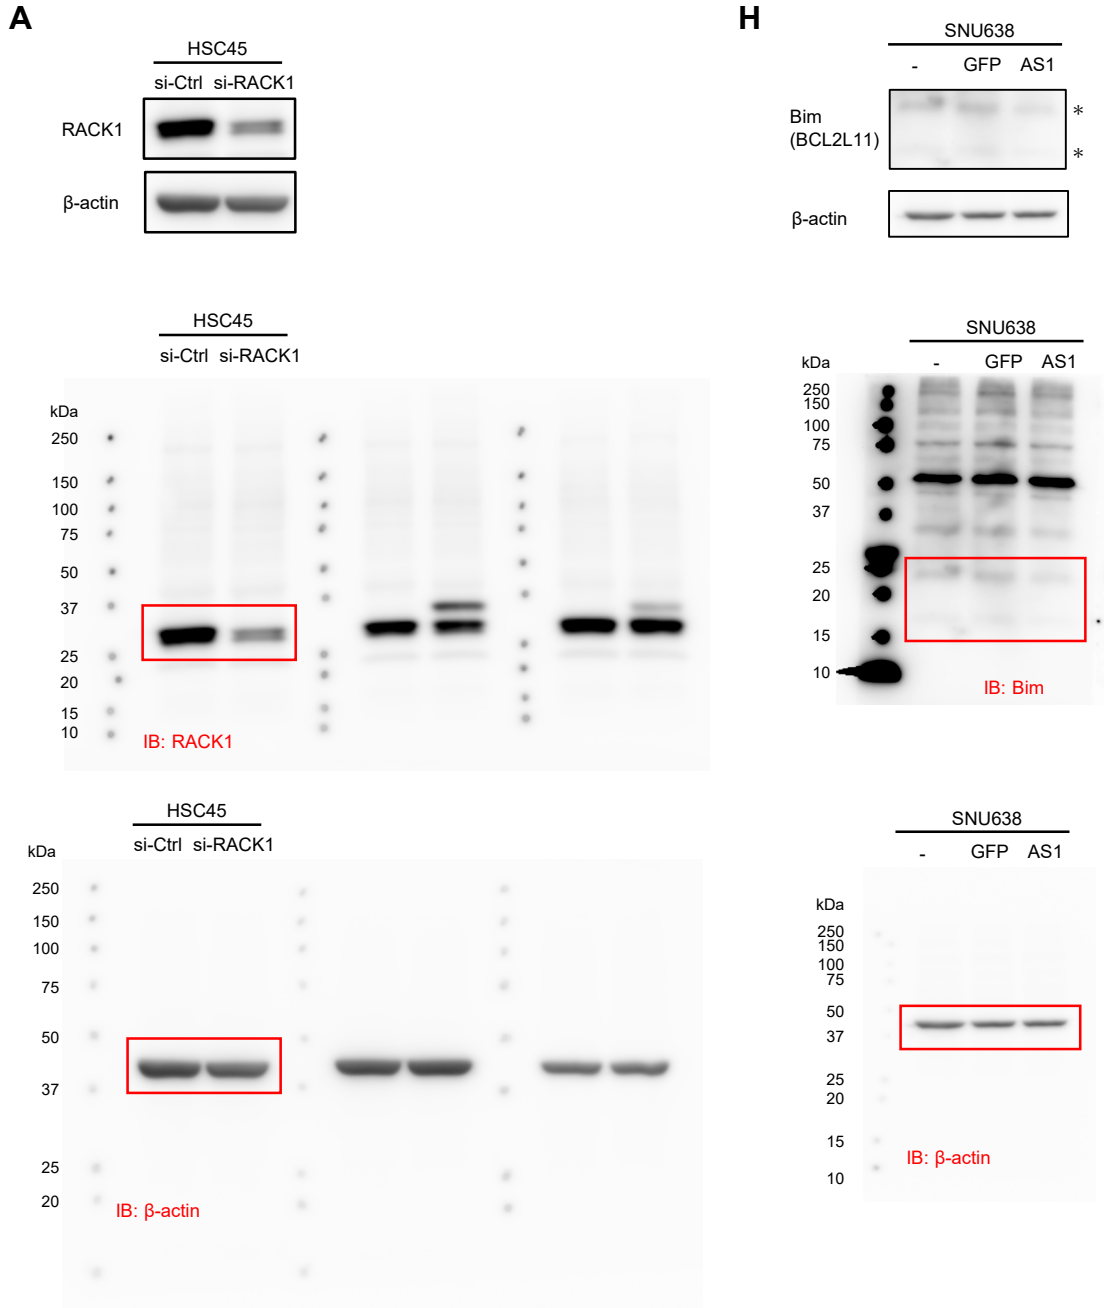 A
HSC45
si-Ctrl si-RACK1
RACK1
β-actin
HSC45
si-Ctrl si-RACK1
kDa
250
150
100
75
50
37
25
20
15
10
IB: RACK1
HSC45
si-Ctrl si-RACK1
kDa
250
150
100
75
50
37
25
20
IB: β-actin
H
SNU638
- GFP AS1
Bim
(BCL2L11)
*
*
β-actin
SNU638
- GFP AS1
kDa
250
150
100
75
50
37
25
20
15
10
IB: Bim
SNU638
- GFP AS1
kDa
250
150
100
75
50
37
25
20
15
10
IB: β-actin